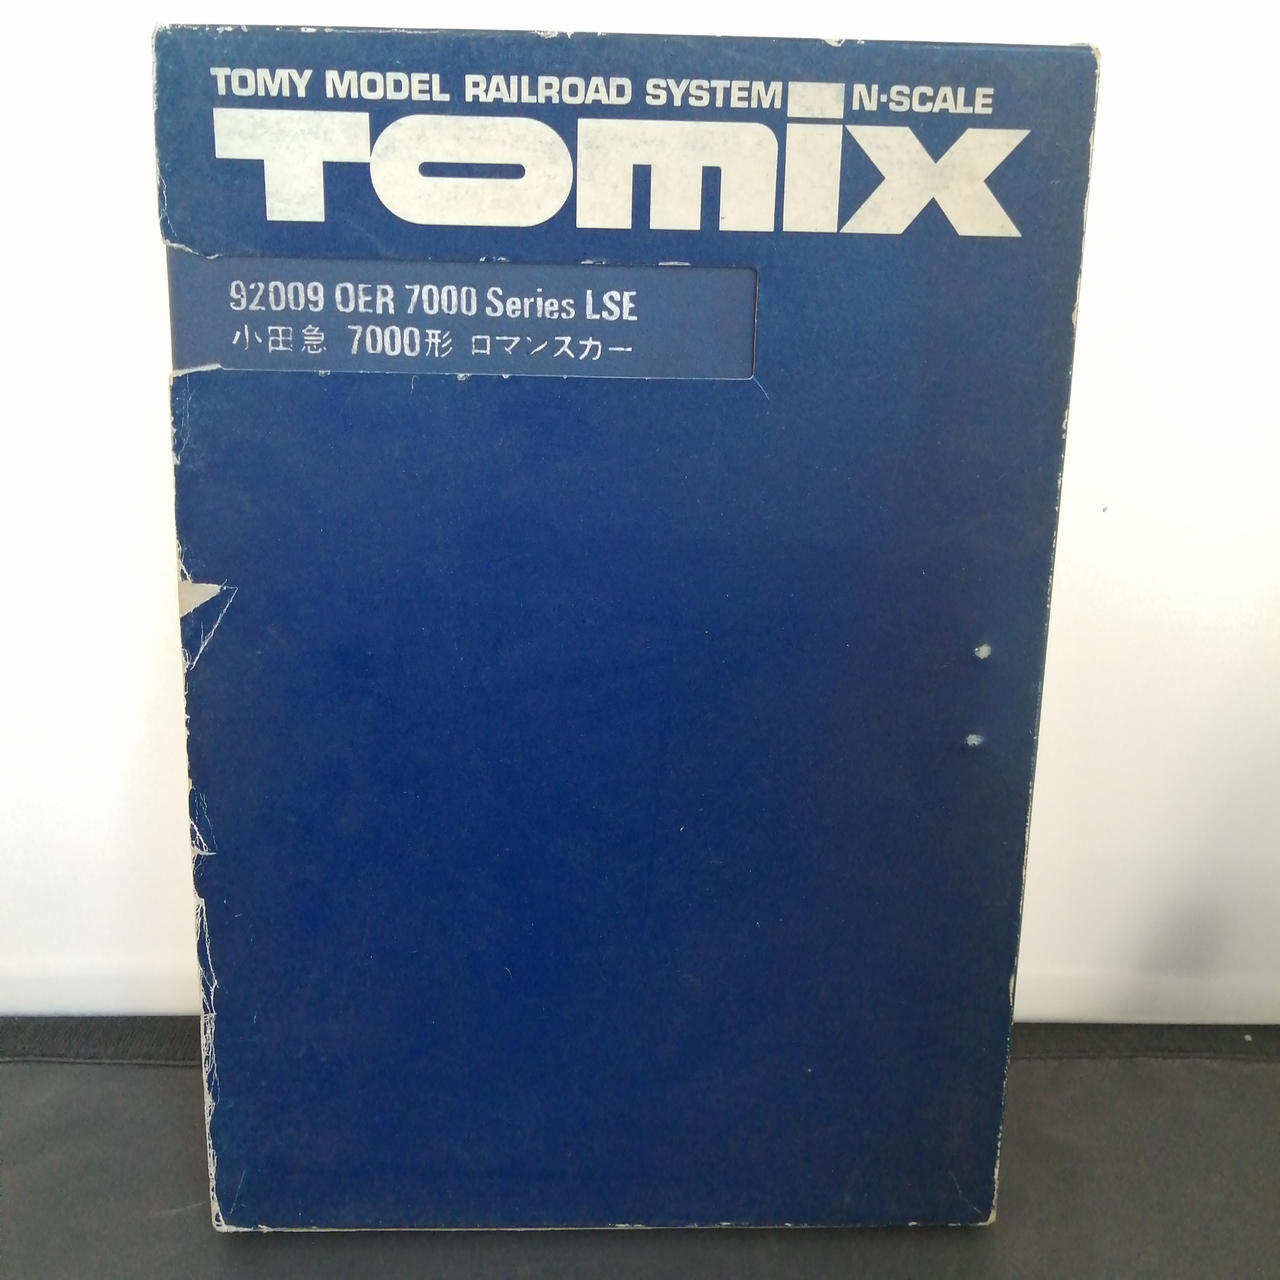 TOMY MODEL RAILROAD SYSTEM N·SCALE
TOMIX
92009 OER 7000 Series LSE
小田急 7000形 ロマンスカー